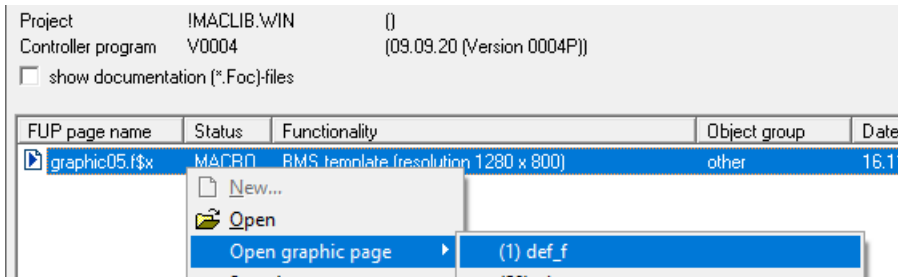 Project !MACLIB.WIN ()
Controller program V0004 (09.09.20 (Version 0004P))
show documentation (*.Foc)-files
FUP page name Status Functionality Object group Date
graphic05.f$x MACRO BMS template (resolution 1280 x 800) other 16.1
New...
Open
Open graphic page (1) def_f